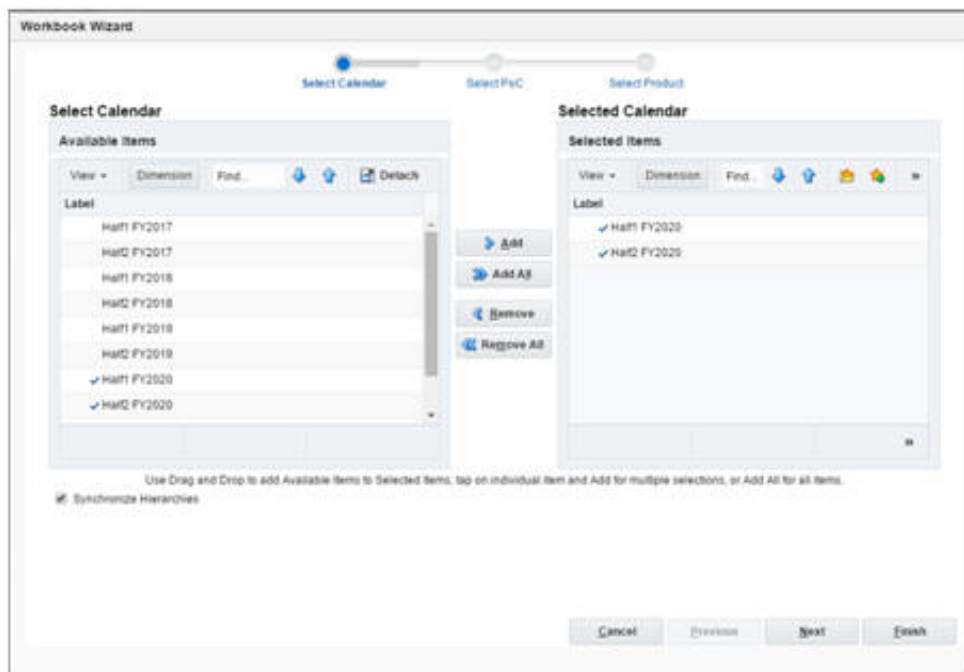 Workbook Wizard
Select Calendar
Select PoC
Select Product
Select Calendar
Available Items
View
Dimension
Find...
Detach
Label
Half1 FY2017
Half2 FY2017
Half1 FY2018
Half2 FY2018
Half1 FY2019
Half2 FY2019
Half1 FY2020
Half2 FY2020
Add
Add All
Remove
Remove All
Selected Calendar
Selected Items
View
Dimension
Find...
»
Label
Half1 FY2020
Half2 FY2020
»
Use Drag and Drop to add Available Items to Selected Items, tap on individual item and Add for multiple selections, or Add All for all items.
Synchronize Hierarchies
Cancel
Previous
Next
Finish